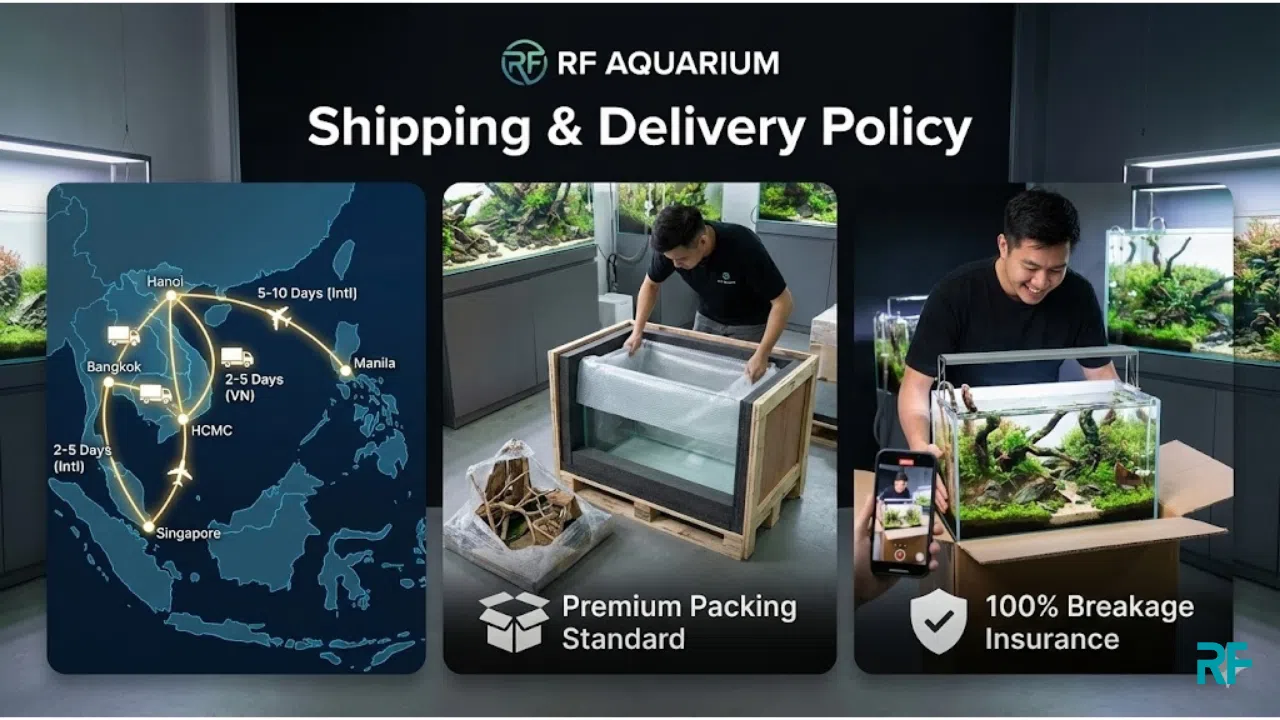 RF RF AQUARIUM
Shipping & Delivery Policy
Hanoi
5-10 Days (Intl)
Bangkok
Manila
2-5 Days
(VN)
HCMC
2-5 Days
(Intl)
Singapore
Premium Packing
Standard
100% Breakage
Insurance
RF